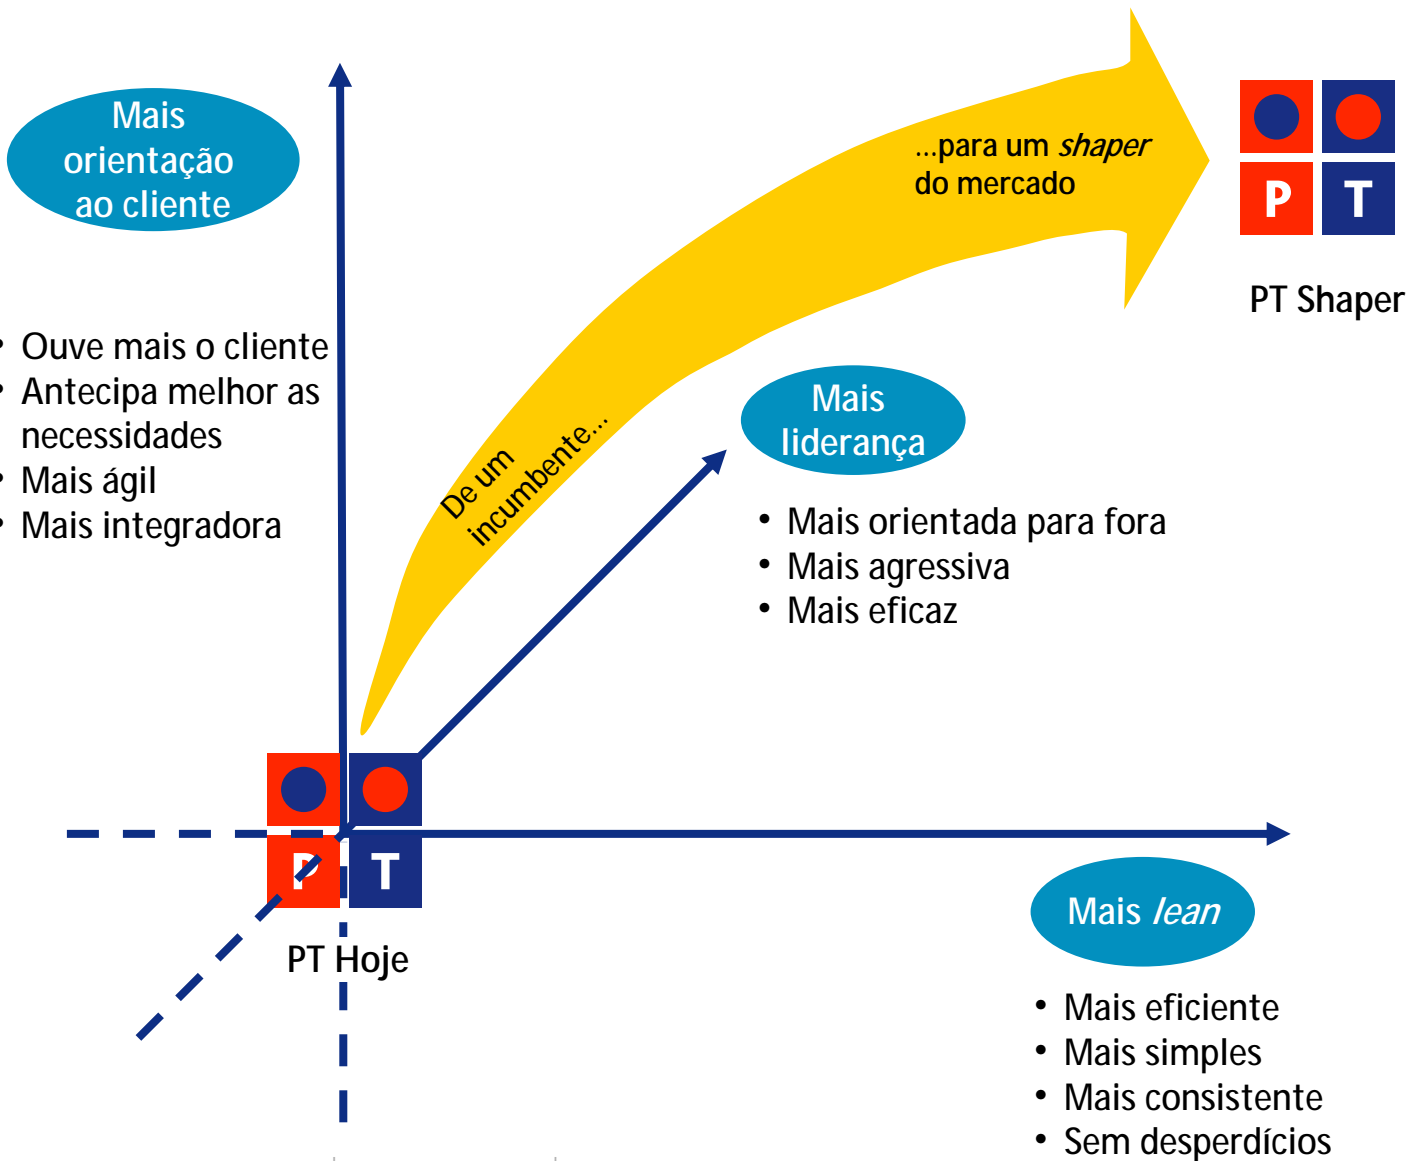 Mais
orientação
ao cliente
• Ouve mais o cliente
• Antecipa melhor as
necessidades
• Mais ágil
• Mais integradora
De um
incumbente...
...para um shaper
do mercado
P T
PT Shaper
Mais
liderança
• Mais orientada para fora
• Mais agressiva
• Mais eficaz
P T
PT Hoje
Mais lean
• Mais eficiente
• Mais simples
• Mais consistente
• Sem desperdícios